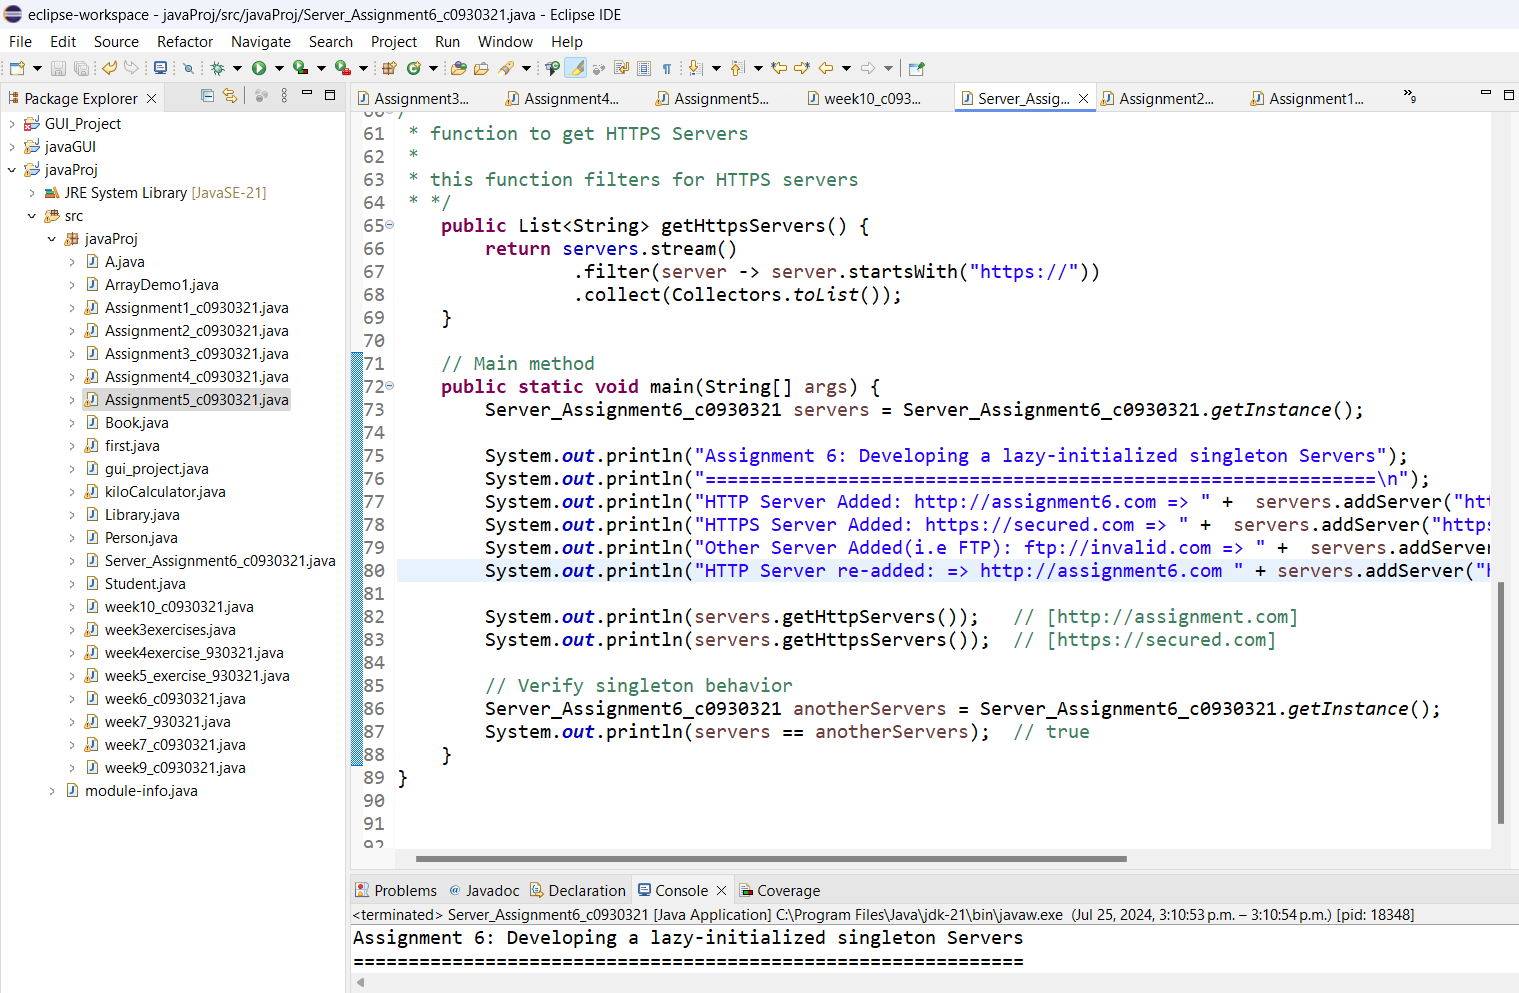 eclipse-workspace - javaProj/src/javaProj/Server_Assignment6_c0930321.java - Eclipse IDE
File Edit Source Refactor Navigate Search Project Run Window Help
Package Explorer
GUI_Project
javaGUI
javaProj
JRE System Library [JavaSE-21]
src
javaProj
A.java
ArrayDemo1.java
Assignment1_c0930321.java
Assignment2_c0930321.java
Assignment3_c0930321.java
Assignment4_c0930321.java
Assignment5_c0930321.java
Book.java
first.java
gui_project.java
kiloCalculator.java
Library.java
Person.java
Server_Assignment6_c0930321.java
Student.java
week10_c0930321.java
week3exercises.java
week4exercise_930321.java
week5_exercise_930321.java
week6_c0930321.java
week7_930321.java
week7_c0930321.java
week9_c0930321.java
module-info.java
Assignment3... Assignment4... Assignment5... week10_c093... Server_Assig... Assignment2... Assignment1... »9
60
61 * function to get HTTPS Servers
62 *
63 * this function filters for HTTPS servers
64 * */
65 public List<String> getHttpsServers() {
66 return servers.stream()
67 .filter(server -> server.startsWith("https://"))
68 .collect(Collectors.toList());
69 }
70
71 // Main method
72 public static void main(String[] args) {
73 Server_Assignment6_c0930321 servers = Server_Assignment6_c0930321.getInstance();
74
75 System.out.println("Assignment 6: Developing a lazy-initialized singleton Servers");
76 System.out.println("=============================================================\n");
77 System.out.println("HTTP Server Added: http://assignment6.com => " + servers.addServer("htt
78 System.out.println("HTTPS Server Added: https://secured.com => " + servers.addServer("https
79 System.out.println("Other Server Added(i.e FTP): ftp://invalid.com => " + servers.addServer
80 System.out.println("HTTP Server re-added: => http://assignment6.com " + servers.addServer("h
81
82 System.out.println(servers.getHttpServers()); // [http://assignment.com]
83 System.out.println(servers.getHttpsServers()); // [https://secured.com]
84
85 // Verify singleton behavior
86 Server_Assignment6_c0930321 anotherServers = Server_Assignment6_c0930321.getInstance();
87 System.out.println(servers == anotherServers); // true
88 }
89 }
90
91
92
Problems Javadoc Declaration Console Coverage
<terminated> Server_Assignment6_c0930321 [Java Application] C:\Program Files\Java\jdk-21\bin\javaw.exe (Jul 25, 2024, 3:10:53 p.m. – 3:10:54 p.m.) [pid: 18348]
Assignment 6: Developing a lazy-initialized singleton Servers
=============================================================